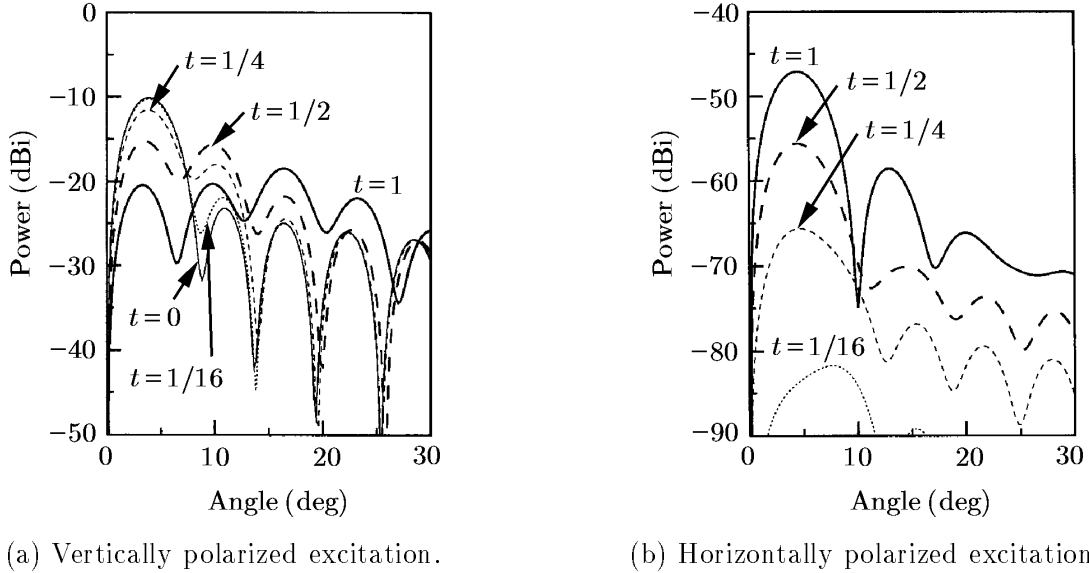 0
−10
−20
−30
−40
−50
Power (dBi)
t=1/4
t=1/2
t=1
t=0
t=1/16
0
10
20
30
Angle (deg)
(a) Vertically polarized excitation.
−40
−50
−60
−70
−80
−90
Power (dBi)
t=1
t=1/2
t=1/4
t=1/16
0
10
20
30
Angle (deg)
(b) Horizontally polarized excitation